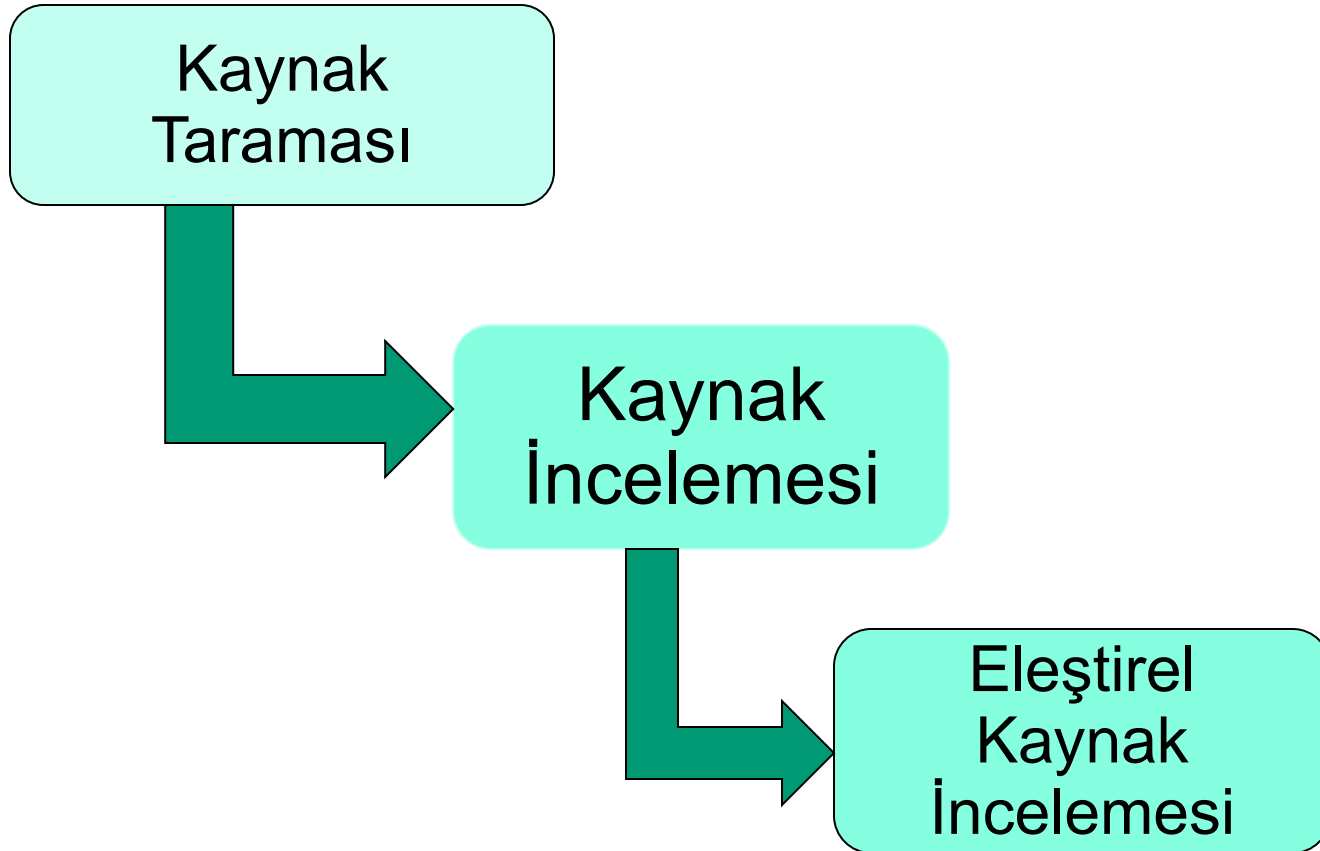 Kaynak
Taraması
Kaynak
İncelemesi
Eleştirel
Kaynak
İncelemesi